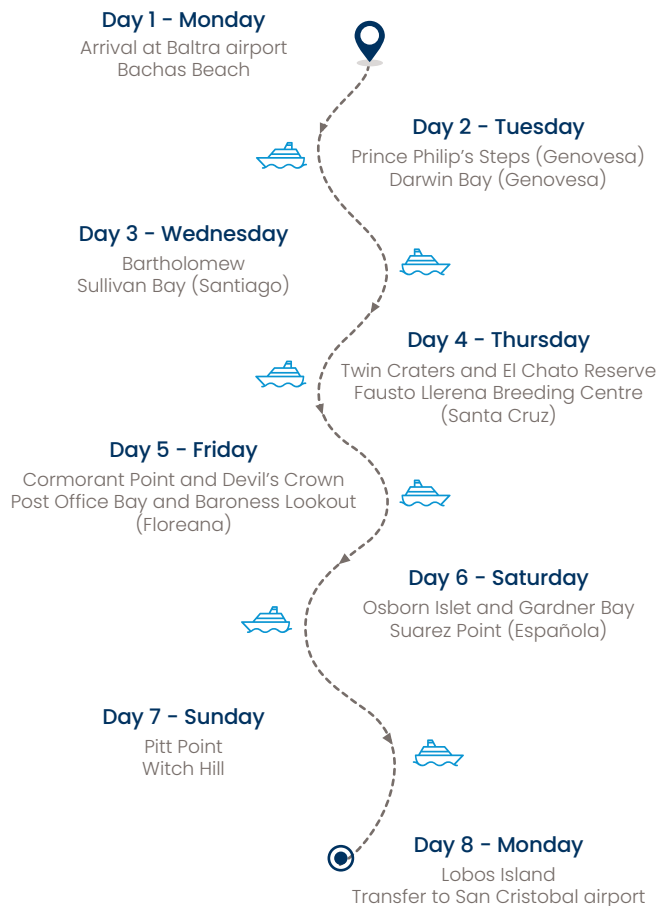 Day 1 - Monday
Arrival at Baltra airport
Bachas Beach
Day 2 - Tuesday
Prince Philip's Steps (Genovesa)
Darwin Bay (Genovesa)
Day 3 - Wednesday
Bartholomew
Sullivan Bay (Santiago)
Day 4 - Thursday
Twin Craters and El Chato Reserve
Fausto Llerena Breeding Centre
(Santa Cruz)
Day 5 - Friday
Cormorant Point and Devil's Crown
Post Office Bay and Baroness Lookout
(Floreana)
Day 6 - Saturday
Osborn Islet and Gardner Bay
Suarez Point (Española)
Day 7 - Sunday
Pitt Point
Witch Hill
Day 8 - Monday
Lobos Island
Transfer to San Cristobal airport